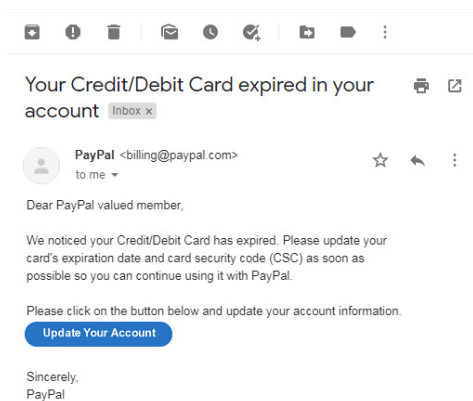 Your Credit/Debit Card expired in your
account Inbox x
PayPal <billing@paypal.com>
to me
Dear PayPal valued member,
We noticed your Credit/Debit Card has expired. Please update your
card's expiration date and card security code (CSC) as soon as
possible so you can continue using it with PayPal.
Please click on the button below and update your account information.
Update Your Account
Sincerely,
PayPal